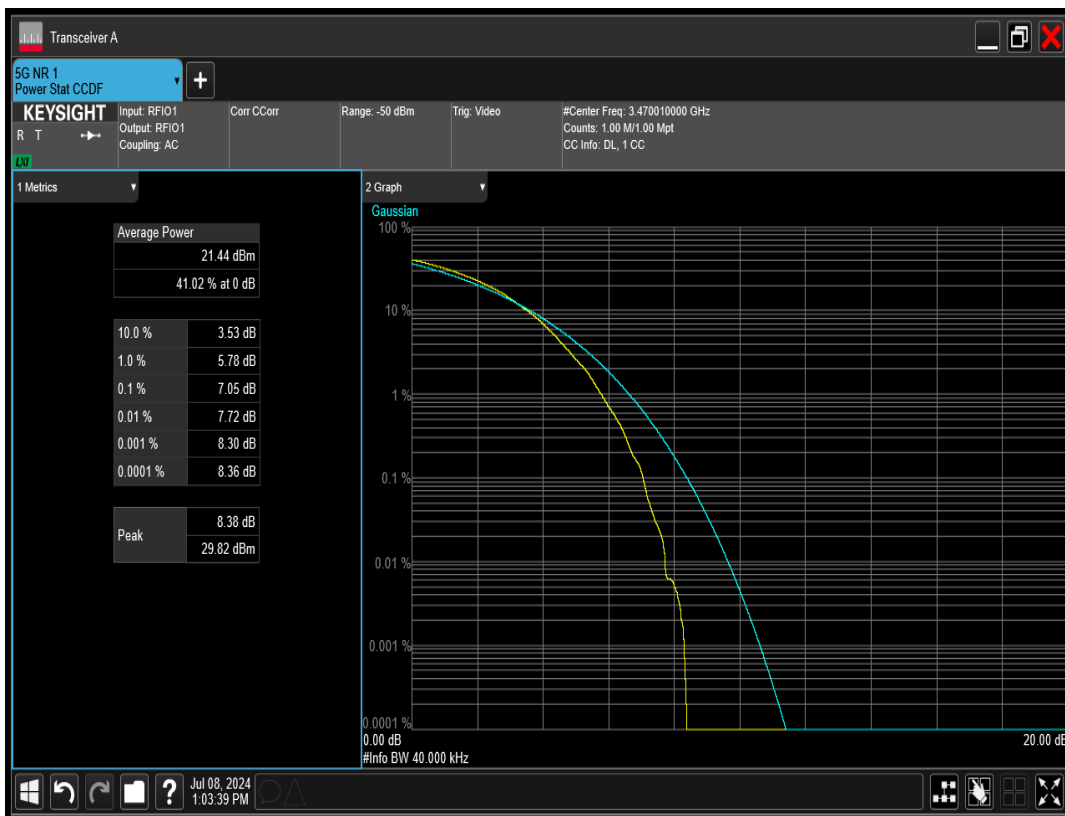 Transceiver A
5G NR 1
Power Stat CCDF
+
KEYSIGHT
R T
LXI
Input: RFIO1
Output: RFIO1
Coupling: AC
Corr CCorr
Range: -50 dBm
Trig: Video
#Center Freq: 3.470010000 GHz
Counts: 1.00 M/1.00 Mpt
CC Info: DL, 1 CC
1 Metrics
Average Power
21.44 dBm
41.02 % at 0 dB
10.0 % 3.53 dB
1.0 % 5.78 dB
0.1 % 7.05 dB
0.01 % 7.72 dB
0.001 % 8.30 dB
0.0001 % 8.36 dB
Peak
8.38 dB
29.82 dBm
2 Graph
Gaussian
100 %
10 %
1 %
0.1 %
0.01 %
0.001 %
0.0001 %
0.00 dB 20.00 dB
#Info BW 40.000 kHz
?
Jul 08, 2024
1:03:39 PM